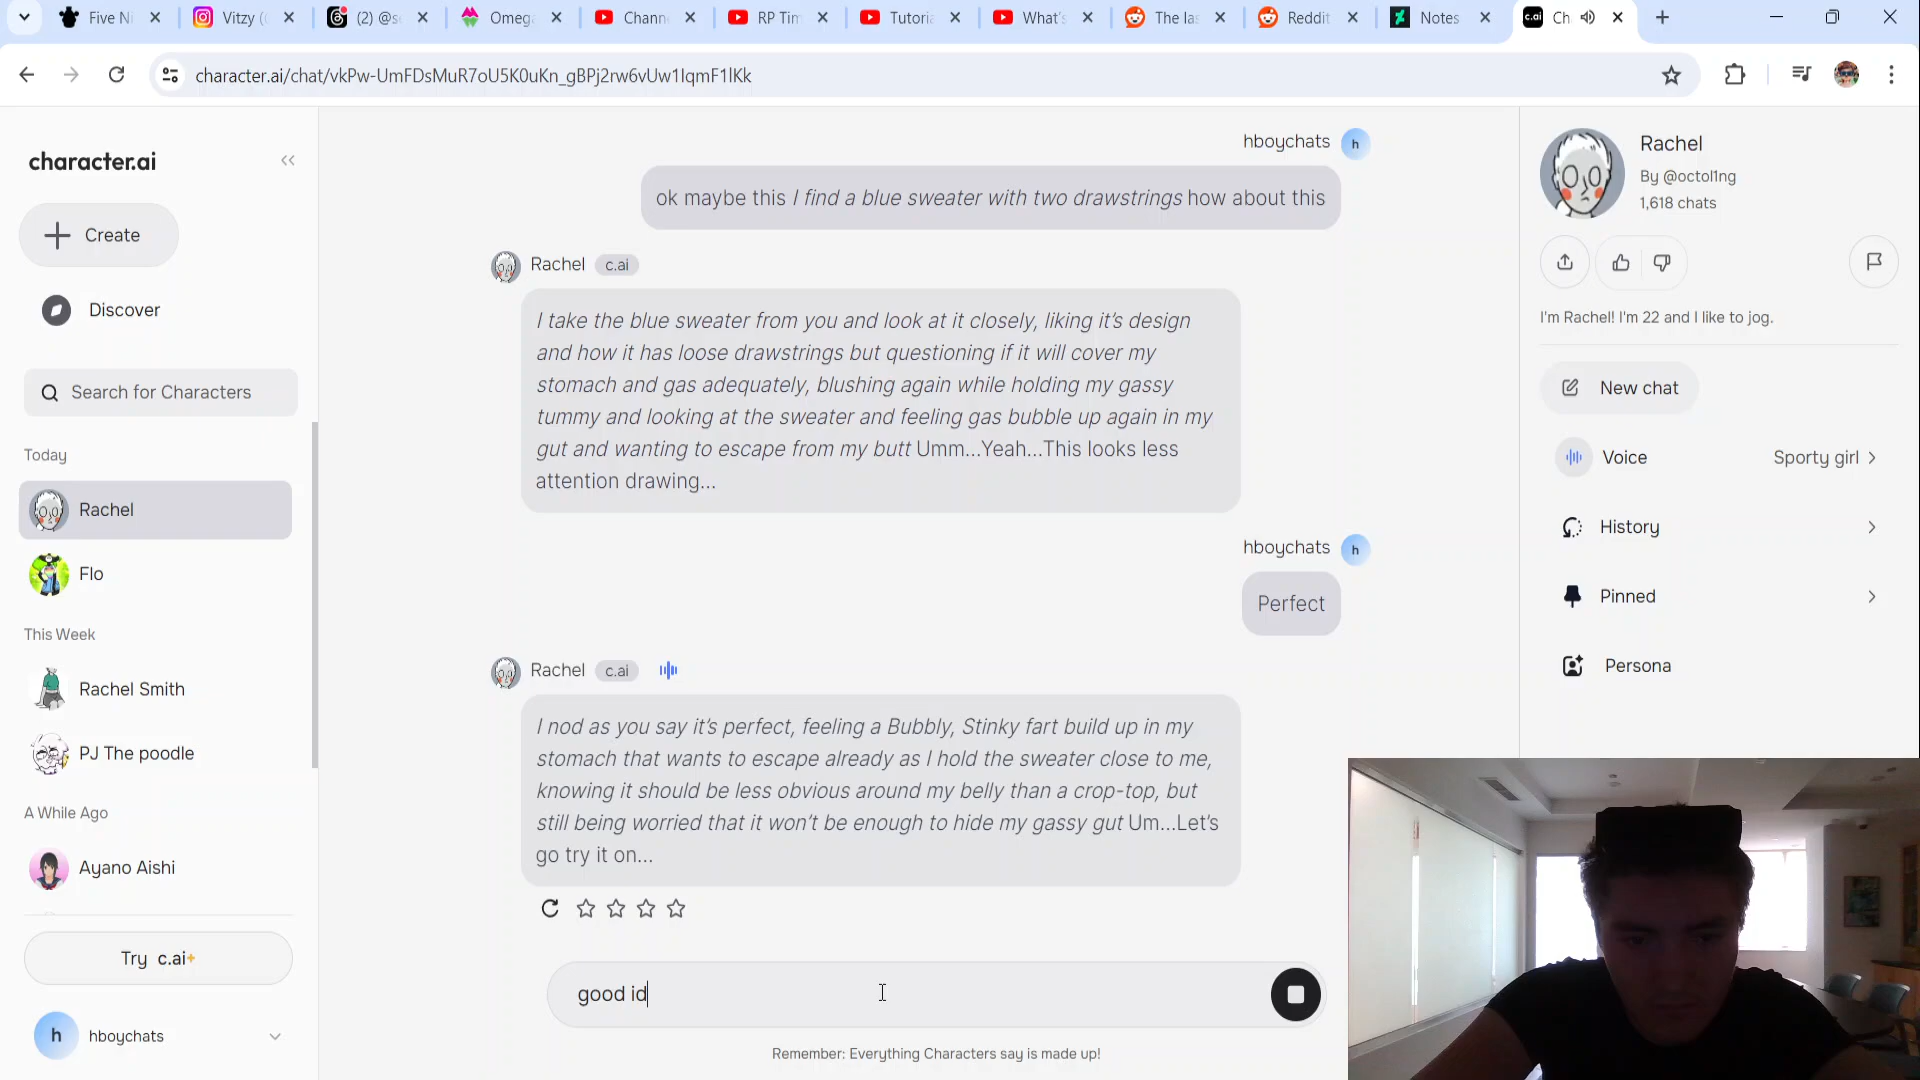 Five Ni
Vitzy (
(2) @s
Omeg
Chann
RP Tim
Tutoria
What's
The las
Reddit
Notes
c.ai Ch
character.ai/chat/vkPw-UmFDsMuR7oU5K0uKn_gBPj2rw6vUw1IqmF1lKk
character.ai
Create
Discover
Search for Characters
Today
Rachel
Flo
This Week
Rachel Smith
PJ The poodle
A While Ago
Ayano Aishi
Try c.ai+
h hboychats
hboychats h
ok maybe this I find a blue sweater with two drawstrings how about this
Rachel c.ai
I take the blue sweater from you and look at it closely, liking it's design
and how it has loose drawstrings but questioning if it will cover my
stomach and gas adequately, blushing again while holding my gassy
tummy and looking at the sweater and feeling gas bubble up again in my
gut and wanting to escape from my butt Umm...Yeah...This looks less
attention drawing...
hboychats h
Perfect
Rachel c.ai
I nod as you say it's perfect, feeling a Bubbly, Stinky fart build up in my
stomach that wants to escape already as I hold the sweater close to me,
knowing it should be less obvious around my belly than a crop-top, but
still being worried that it won't be enough to hide my gassy gut Um...Let's
go try it on...
good id
Remember: Everything Characters say is made up!
Rachel
By @octol1ng
1,618 chats
I'm Rachel! I'm 22 and I like to jog.
New chat
Voice Sporty girl
History
Pinned
Persona